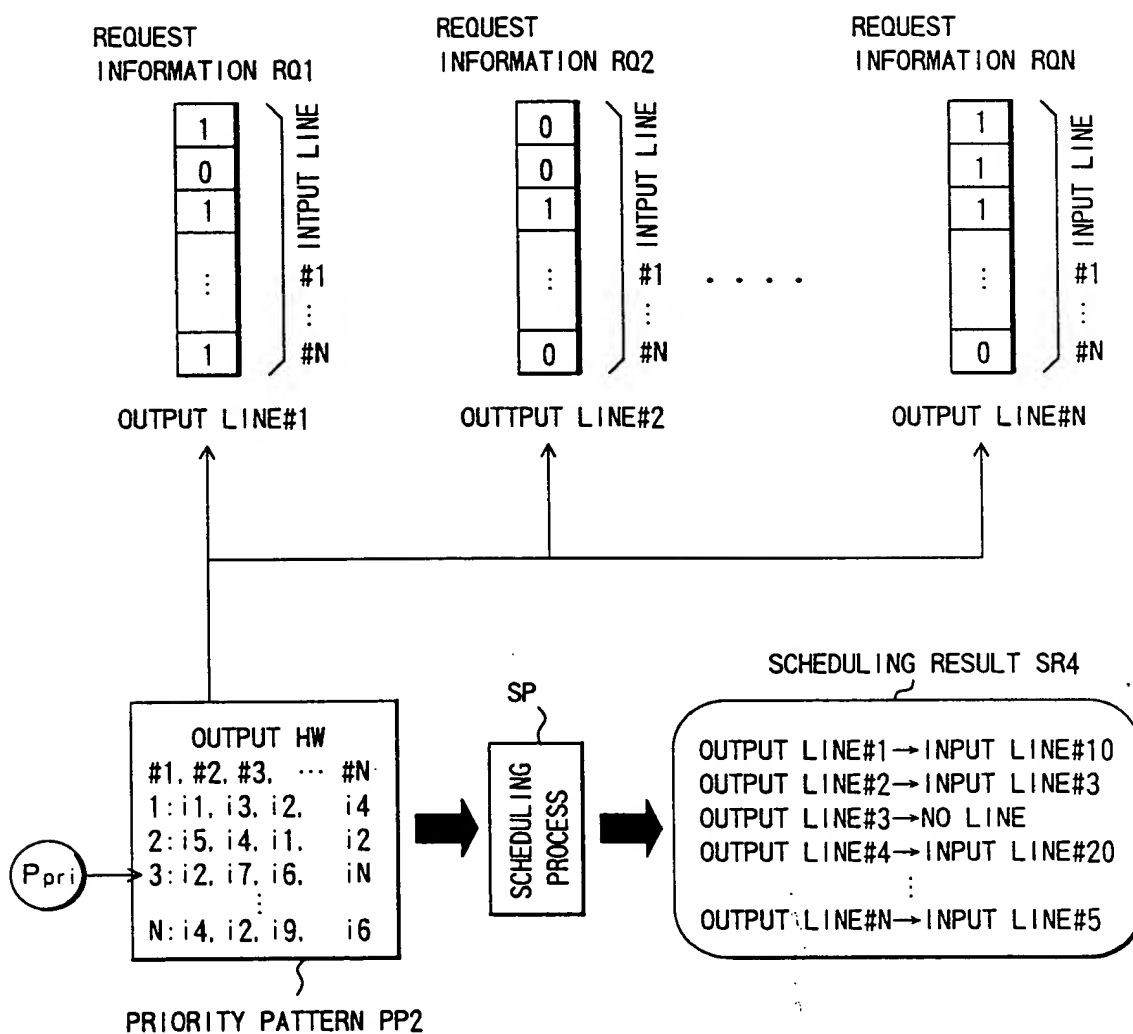 REQUEST
INFORMATION RQ1
1
0
1
⋮
1
INTPUT LINE
#1
⋮
#N
OUTPUT LINE#1
REQUEST
INFORMATION RQ2
0
0
1
⋮
0
INTPUT LINE
#1
⋮
#N
OUTTPUT LINE#2
· · · ·
REQUEST
INFORMATION RQN
1
1
1
⋮
0
INPUT LINE
#1
⋮
#N
OUTPUT LINE#N
Ppri
OUTPUT HW
#1, #2, #3, ··· #N
1:i1, i3, i2, i4
2:i5, i4, i1, i2
3:i2, i7, i6, iN
⋮
N:i4, i2, i9, i6
PRIORITY PATTERN PP2
SP
SCHEDULING
PROCESS
SCHEDULING RESULT SR4
OUTPUT LINE#1→INPUT LINE#10
OUTPUT LINE#2→INPUT LINE#3
OUTPUT LINE#3→NO LINE
OUTPUT LINE#4→INPUT LINE#20
⋮
OUTPUT LINE#N→INPUT LINE#5